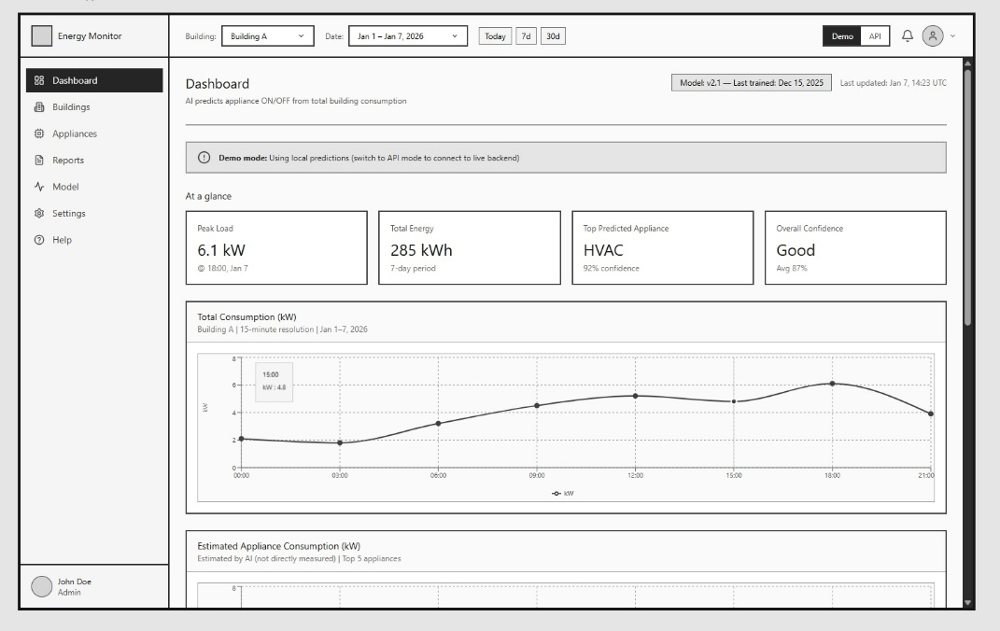 Energy Monitor
Building: Building A Date: Jan 1 – Jan 7, 2026 Today 7d 30d Demo API
Dashboard
Buildings
Appliances
Reports
Model
Settings
Help
John Doe
Admin
Dashboard
AI predicts appliance ON/OFF from total building consumption
Model: v2.1 — Last trained: Dec 15, 2025 Last updated: Jan 7, 14:23 UTC
Demo mode: Using local predictions (switch to API mode to connect to live backend)
At a glance
Peak Load
6.1 kW
@ 18:00, Jan 7
Total Energy
285 kWh
7-day period
Top Predicted Appliance
HVAC
92% confidence
Overall Confidence
Good
Avg 87%
Total Consumption (kW)
Building A | 15-minute resolution | Jan 1–7, 2026
8
6
4
2
0
kW
15:00
kW : 4.8
00:00 03:00 06:00 09:00 12:00 15:00 18:00 21:00
kW
Estimated Appliance Consumption (kW)
Estimated by AI (not directly measured) | Top 5 appliances
8